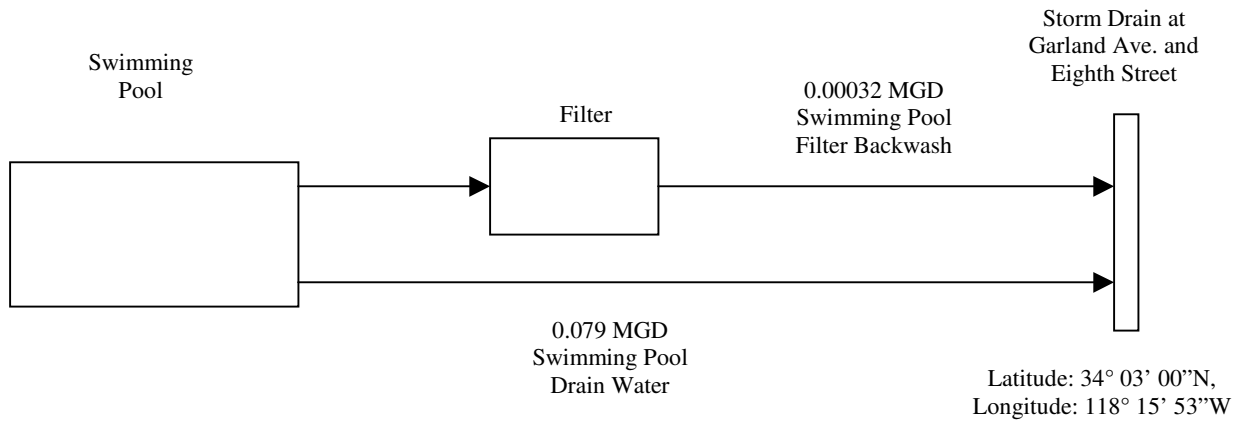 Swimming
Pool
Filter
0.00032 MGD
Swimming Pool
Filter Backwash
Storm Drain at
Garland Ave. and
Eighth Street
0.079 MGD
Swimming Pool
Drain Water
Latitude: 34° 03’ 00”N,
Longitude: 118° 15’ 53”W